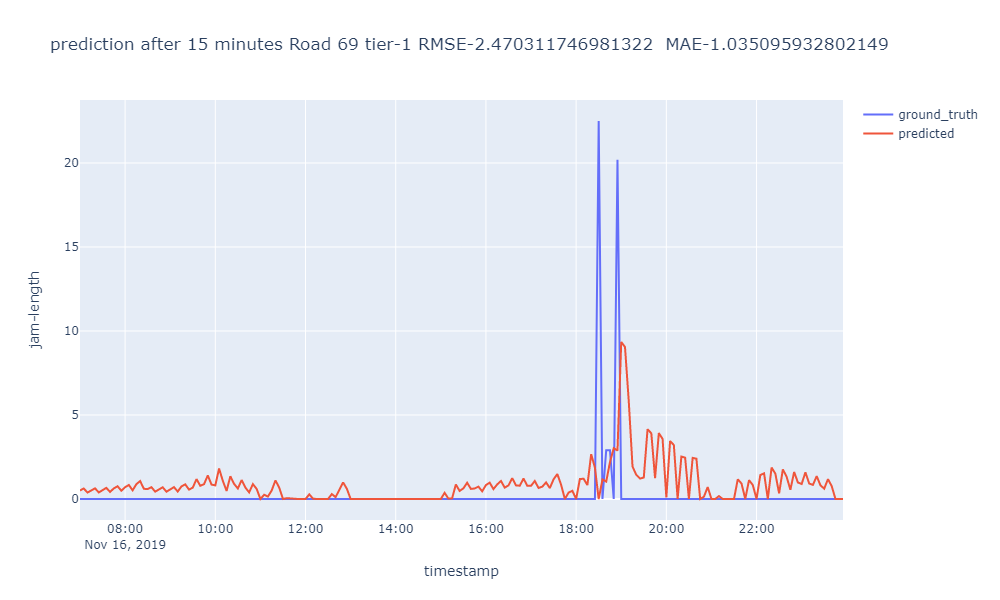 prediction after 15 minutes Road 69 tier-1 RMSE-2.470311746981322  MAE-1.035095932802149
ground_truth
predicted
20
15
10
5
0
jam-length
08:00 10:00 12:00 14:00 16:00 18:00 20:00 22:00
Nov 16, 2019
timestamp